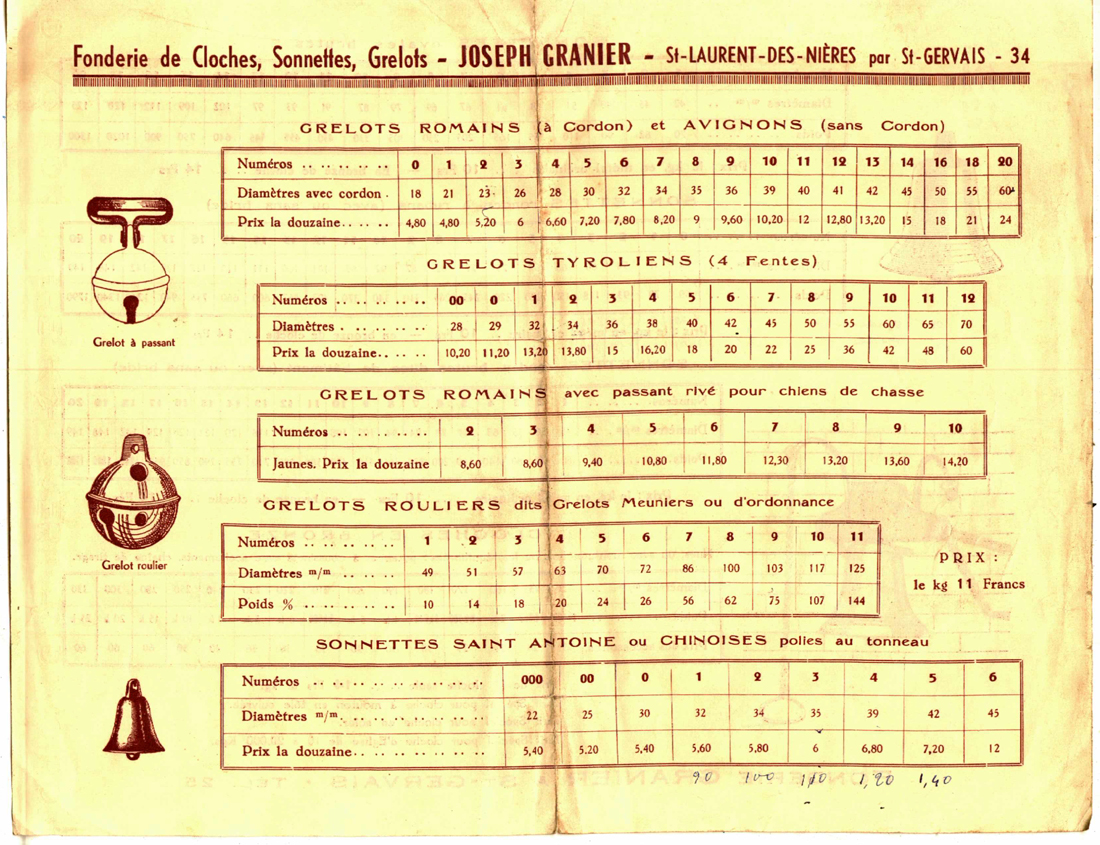 Fonderie de Cloches, Sonnettes, Grelots - JOSEPH GRANIER - St-LAURENT-DES-NIÈRES par St-GERVAIS - 34
GRELOTS ROMAINS (à Cordon) et AVIGNONS (sans Cordon)
Numéros .. .. .. .. .. 0 1 2 3 4 5 6 7 8 9 10 11 12 13 14 16 18 20
Diamètres avec cordon . 18 21 23 26 28 30 32 34 35 36 39 40 41 42 45 50 55 60
Prix la douzaine.. .. .. 4,80 4,80 5,20 6 6,60 7,20 7,80 8,20 9 9,60 10,20 12 12,80 13,20 15 18 21 24
GRELOTS TYROLIENS (4 Fentes)
Numéros .. .. .. .. .. 00 0 1 2 3 4 5 6 7 8 9 10 11 12
Diamètres . .. .. .. .. 28 29 32 34 36 38 40 42 45 50 55 60 65 70
Prix la douzaine.. .. .. 10,20 11,20 13,20 13,80 15 16,20 18 20 22 25 36 42 48 60
Grelot à passant
GRELOTS ROMAINS avec passant rivé pour chiens de chasse
Numéros .. .. .. .. .. 2 3 4 5 6 7 8 9 10
Jaunes. Prix la douzaine 8,60 8,60 9,40 10,80 11,80 12,30 13,20 13,60 14,20
GRELOTS ROULIERS dits Grelots Meuniers ou d'ordonnance
Numéros .. .. .. .. .. 1 2 3 4 5 6 7 8 9 10 11
Diamètres m/m .. .. .. 49 51 57 63 70 72 86 100 103 117 125
Poids % .. .. .. .. .. 10 14 18 20 24 26 56 62 75 107 144
Grelot roulier
PRIX :
le kg 11 Francs
SONNETTES SAINT ANTOINE ou CHINOISES polies au tonneau
Numéros .. .. .. .. .. .. .. .. .. 000 00 0 1 2 3 4 5 6
Diamètres m/m. .. .. .. .. .. .. .. 22 25 30 32 34 35 39 42 45
Prix la douzaine.. .. .. .. .. .. .. 5,40 5.20 5,40 5,60 5,80 6 6,80 7,20 12
90 100 1,20 1,40